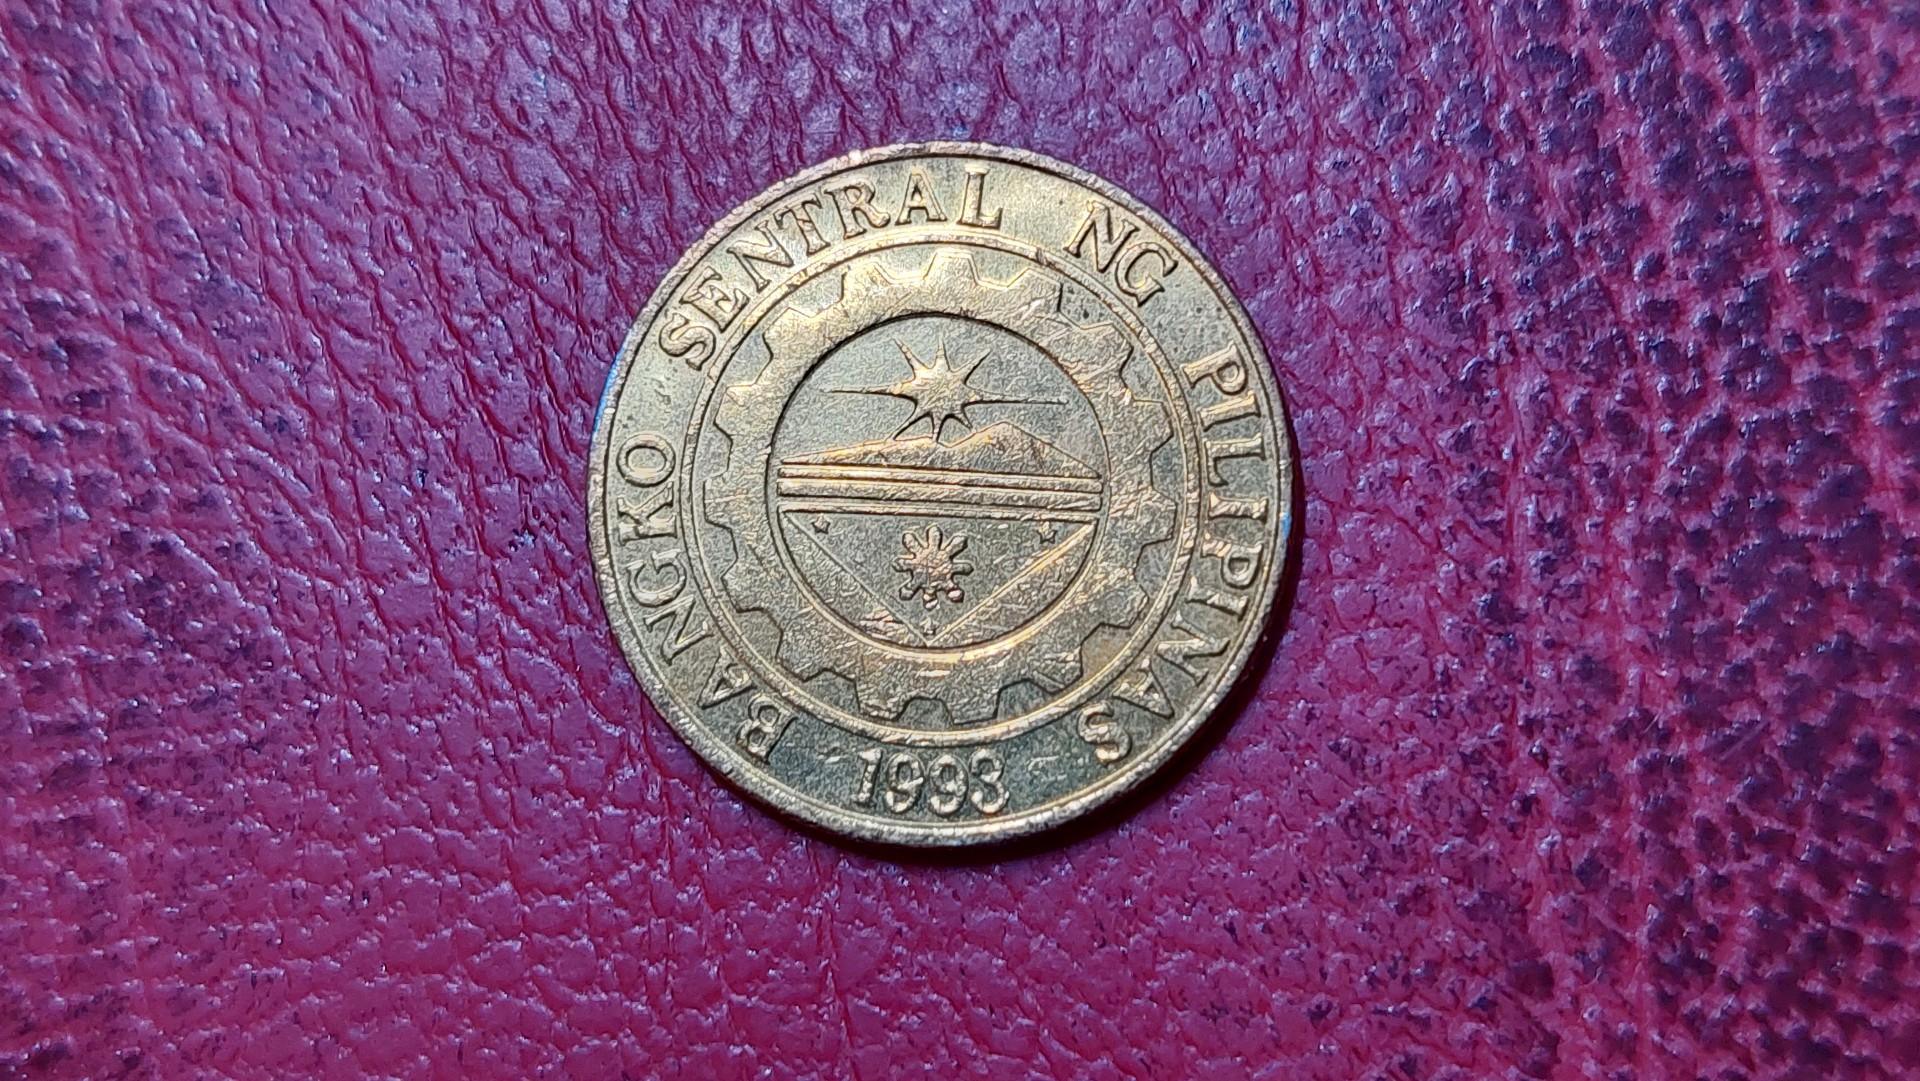 BANGKO SENTRAL NG PILIPINAS
1993